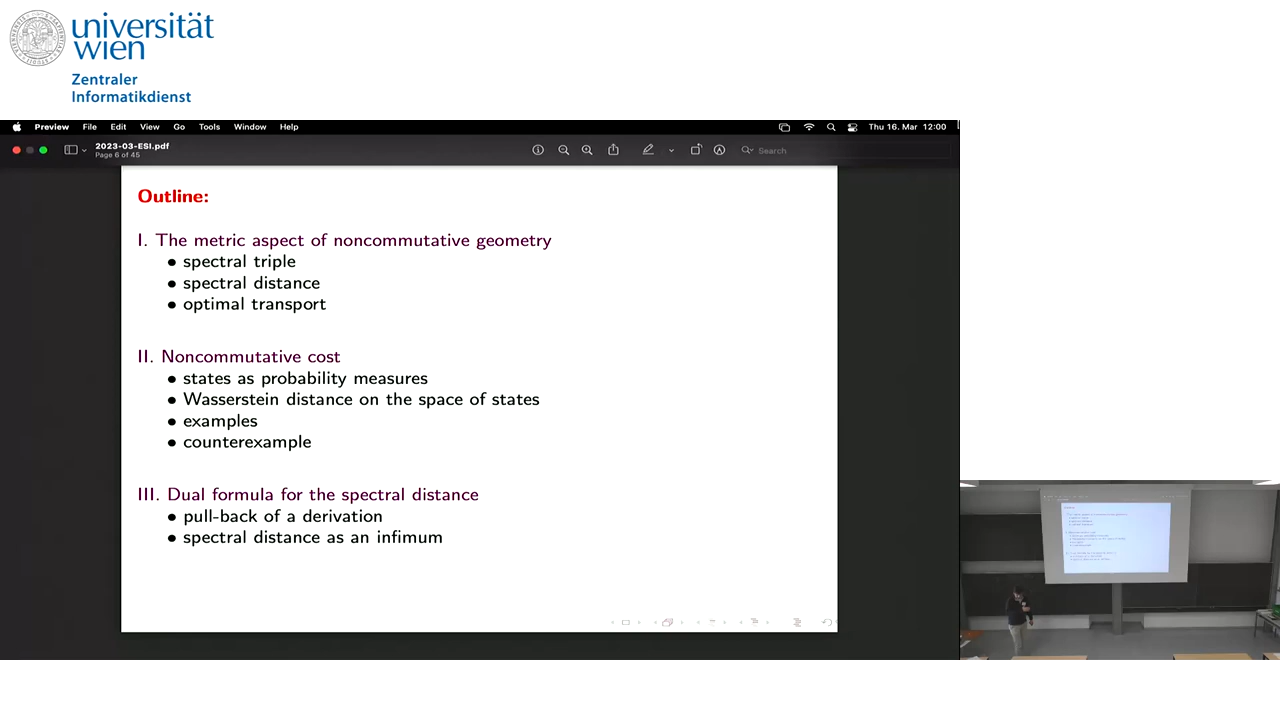 universität
wien
Zentraler
Informatikdienst
Preview File Edit View Go Tools Window Help Thu 16. Mar 12:00
2023-03-ESI.pdf
Page 6 of 45
Search
Outline:
I. The metric aspect of noncommutative geometry
• spectral triple
• spectral distance
• optimal transport
II. Noncommutative cost
• states as probability measures
• Wasserstein distance on the space of states
• examples
• counterexample
III. Dual formula for the spectral distance
• pull-back of a derivation
• spectral distance as an infimum